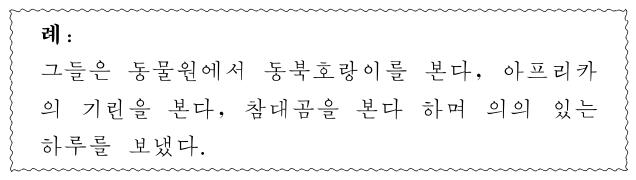 례:
그들은 동물원에서 동북호랑이를 본다, 아프리카
의 기린을 본다, 참대곰을 본다 하며 의의 있는
하루를 보냈다.